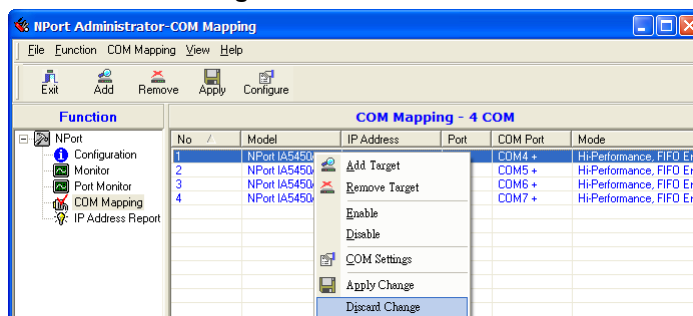 NPort Administrator-COM Mapping
File Function COM Mapping View Help
Exit Add Remove Apply Configure
Function
COM Mapping - 4 COM
NPort
Configuration
Monitor
Port Monitor
COM Mapping
IP Address Report
No Model IP Address Port COM Port Mode
1 NPort IA5450 COM4 + Hi-Performance, FIFO Er
2 NPort IA5450 COM5 + Hi-Performance, FIFO Er
3 NPort IA5450 COM6 + Hi-Performance, FIFO Er
4 NPort IA5450 COM7 + Hi-Performance, FIFO Er
Add Target
Remove Target
Enable
Disable
COM Settings
Apply Change
Discard Change